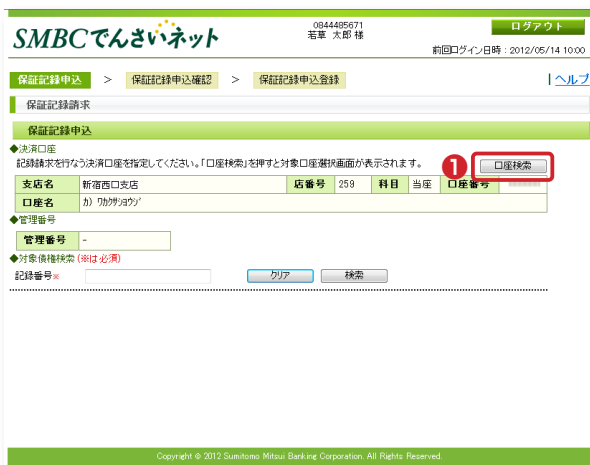 SMBCでんさいネット
0844485671
若草 太郎 様
ログアウト
前回ログイン日時 : 2012/05/14 10:00
保証記録申込 > 保証記録申込確認 > 保証記録申込登録
ヘルプ
保証記録請求
保証記録申込
◆決済口座
記録請求を行なう決済口座を指定してください。「口座検索」を押すと対象口座選択画面が表示されます。
1 口座検索
支店名 新宿西口支店 店番号 259 科目 当座 口座番号
口座名 カ) ワカクサシヨウジ
◆管理番号
管理番号 -
◆対象債権検索 (※は必須)
記録番号※ クリア 検索
Copyright © 2012 Sumitomo Mitsui Banking Corporation. All Rights Reserved.